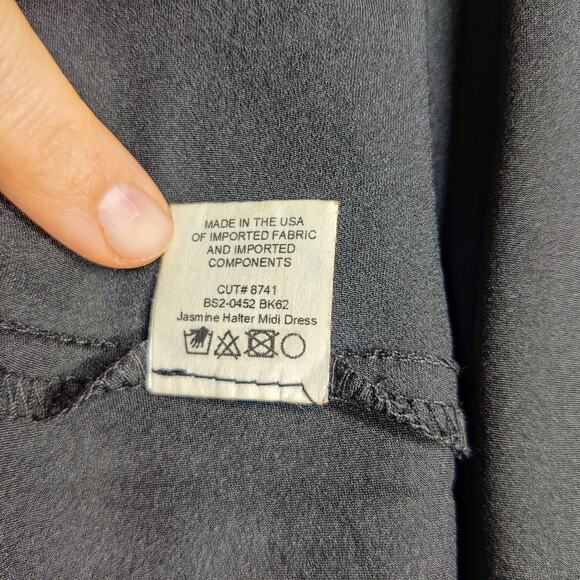 MADE IN THE USA
OF IMPORTED FABRIC
AND IMPORTED
COMPONENTS
CUT# 8741
BS2-0452 BK62
Jasmine Halter Midi Dress